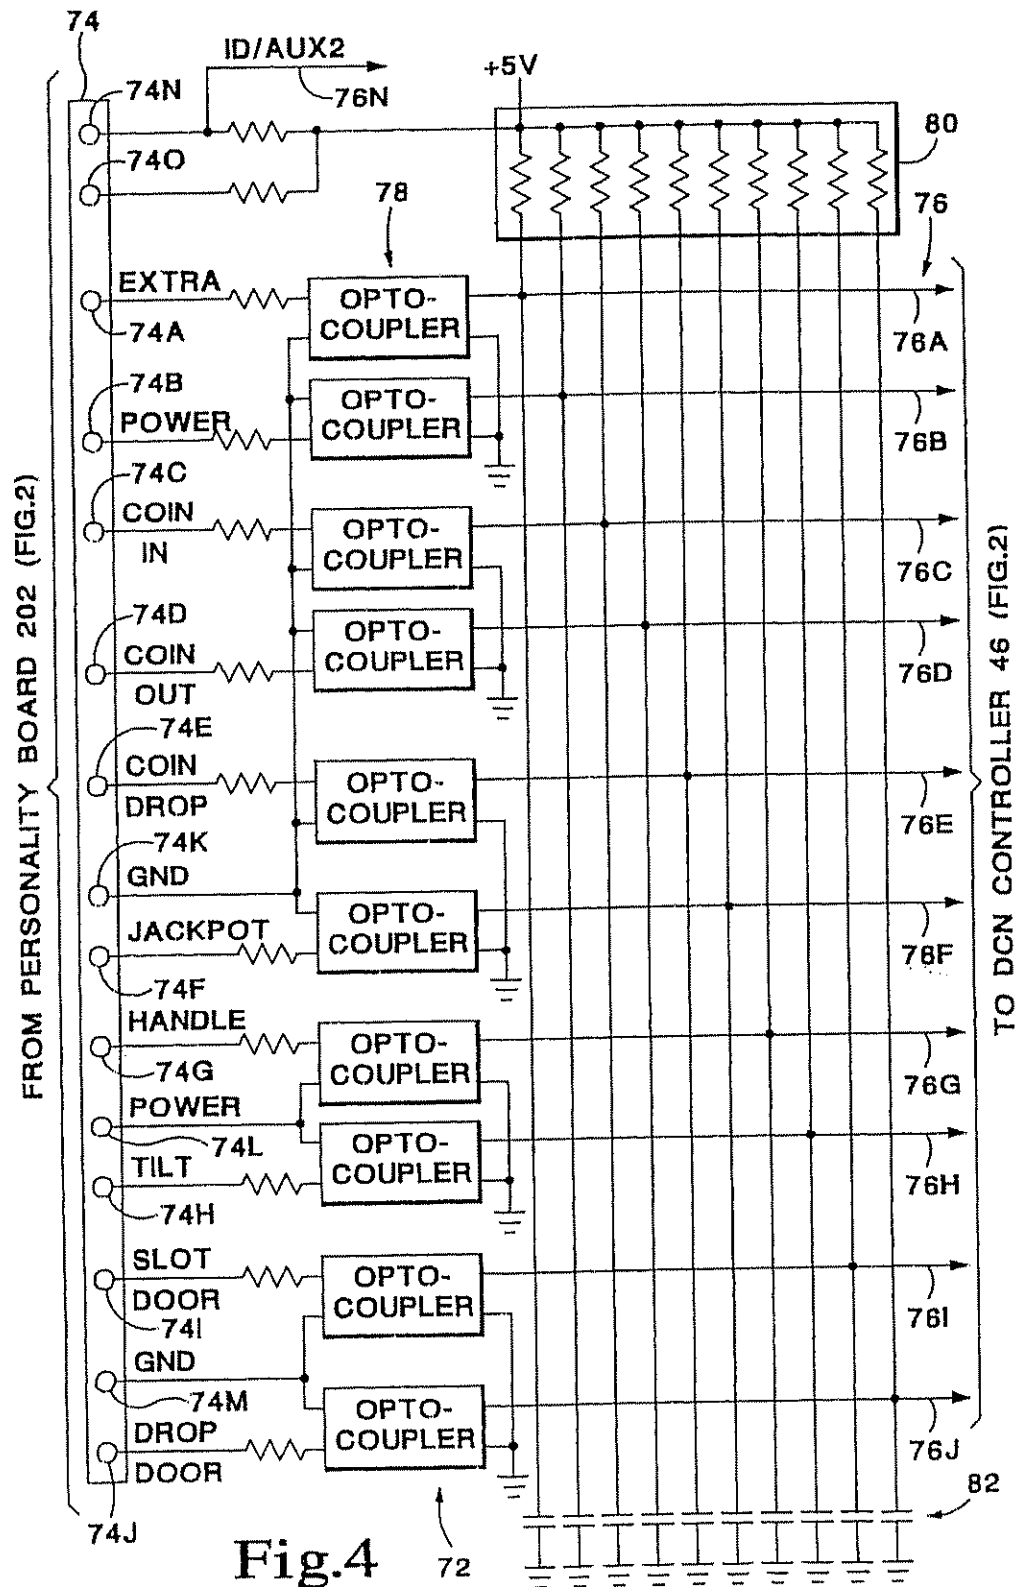 74
ID/AUX2
76N
+5V
74N
74O
80
78
76
EXTRA
74A
OPTO-
COUPLER
76A
74B
POWER
OPTO-
COUPLER
76B
74C
COIN
IN
OPTO-
COUPLER
76C
74D
COIN
OUT
OPTO-
COUPLER
76D
74E
COIN
DROP
OPTO-
COUPLER
76E
74K
GND
JACKPOT
74F
OPTO-
COUPLER
76F
HANDLE
74G
OPTO-
COUPLER
76G
POWER
74L
TILT
74H
OPTO-
COUPLER
76H
SLOT
DOOR
74I
OPTO-
COUPLER
76I
GND
74M
DROP
DOOR
74J
OPTO-
COUPLER
76J
82
72
FROM PERSONALITY BOARD 202 (FIG.2)
TO DCN CONTROLLER 46 (FIG.2)
Fig.4